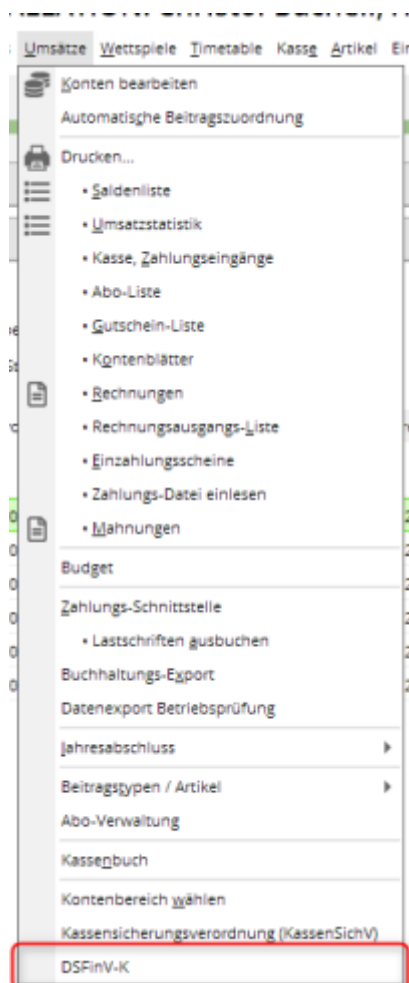 Umsätze Wettspiele Timetable Kasse Artikel
Konten bearbeiten
Automatische Beitragszuordnung
Drucken...
• Saldenliste
• Umsatzstatistik
• Kasse, Zahlungseingänge
• Abo-Liste
• Gutschein-Liste
• Kontenblätter
• Rechnungen
• Rechnungsausgangs-Liste
• Einzahlungsscheine
• Zahlungs-Datei einlesen
• Mahnungen
Budget
Zahlungs-Schnittstelle
• Lastschriften ausbuchen
Buchhaltungs-Export
Datenexport Betriebsprüfung
Jahresabschluss
Beitragstypen / Artikel
Abo-Verwaltung
Kassenbuch
Kontenbereich wählen
Kassensicherungsverordnung (KassenSichV)
DSFinV-K